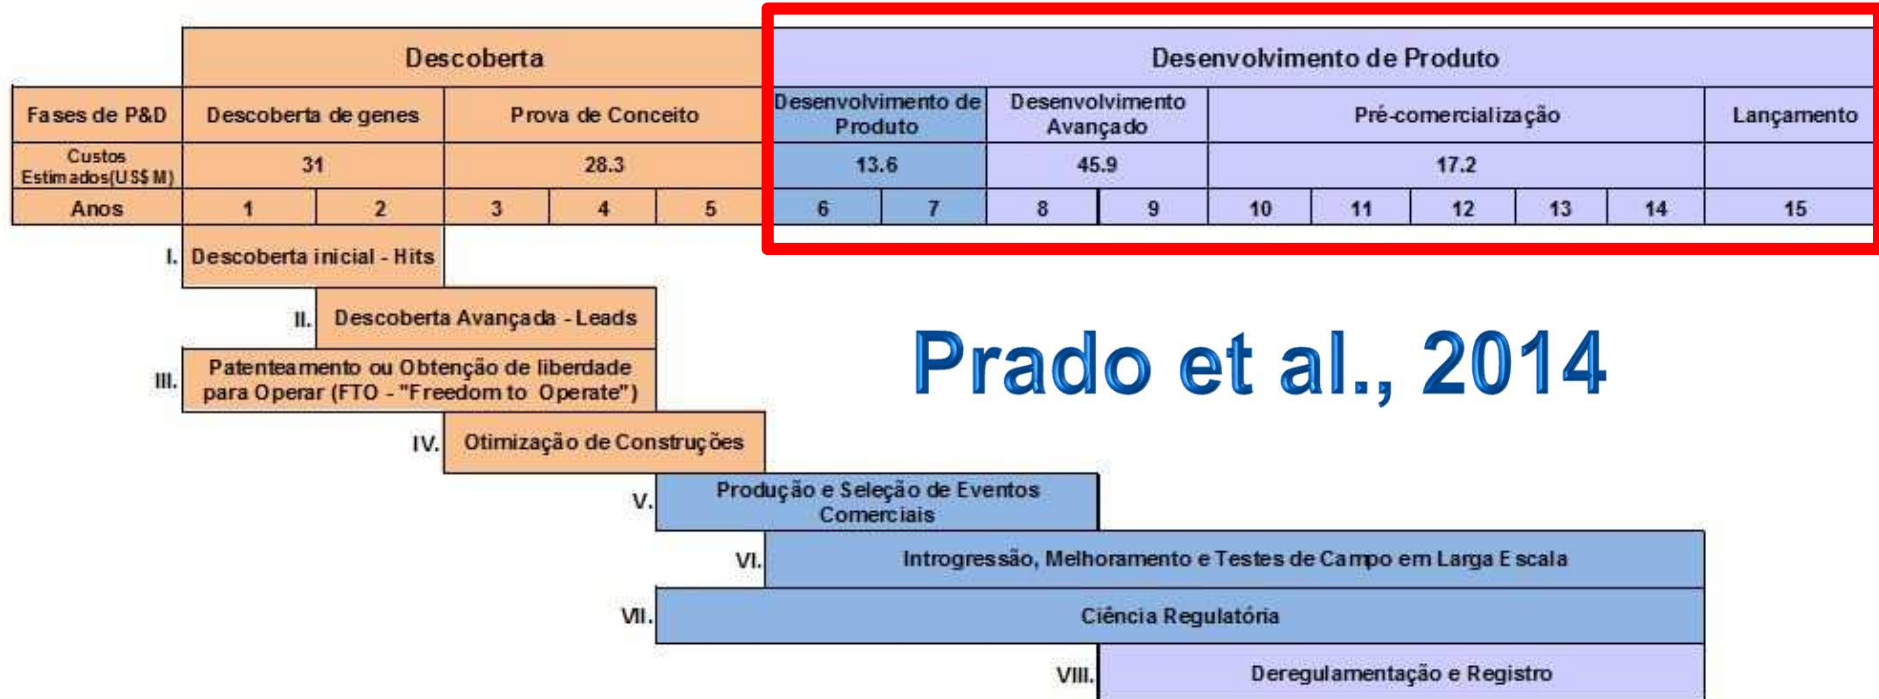 Descoberta
Desenvolvimento de Produto
Fases de P&D
Descoberta de genes
Prova de Conceito
Desenvolvimento de
Produto
Desenvolvimento
Avançado
Pré-comercialização
Lançamento
Custos
Estimados(US$ M)
31
28.3
13.6
45.9
17.2
Anos
1 2 3 4 5 6 7 8 9 10 11 12 13 14 15
I. Descoberta inicial - Hits
II. Descoberta Avançada - Leads
III. Patenteamento ou Obtenção de liberdade
para Operar (FTO - "Freedom to Operate")
Prado et al., 2014
IV. Otimização de Construções
V. Produção e Seleção de Eventos
Comerciais
VI. Introgressão, Melhoramento e Testes de Campo em Larga Escala
VII. Ciência Regulatória
VIII. Deregulamentação e Registro